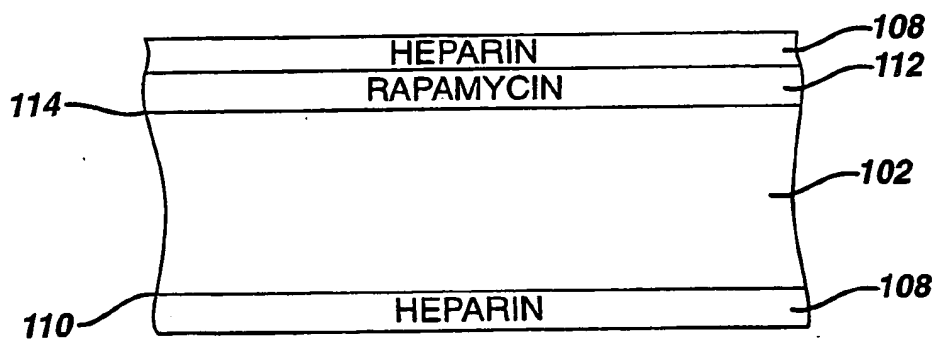 HEPARIN 108
RAPAMYCIN 112
114
102
110 HEPARIN 108